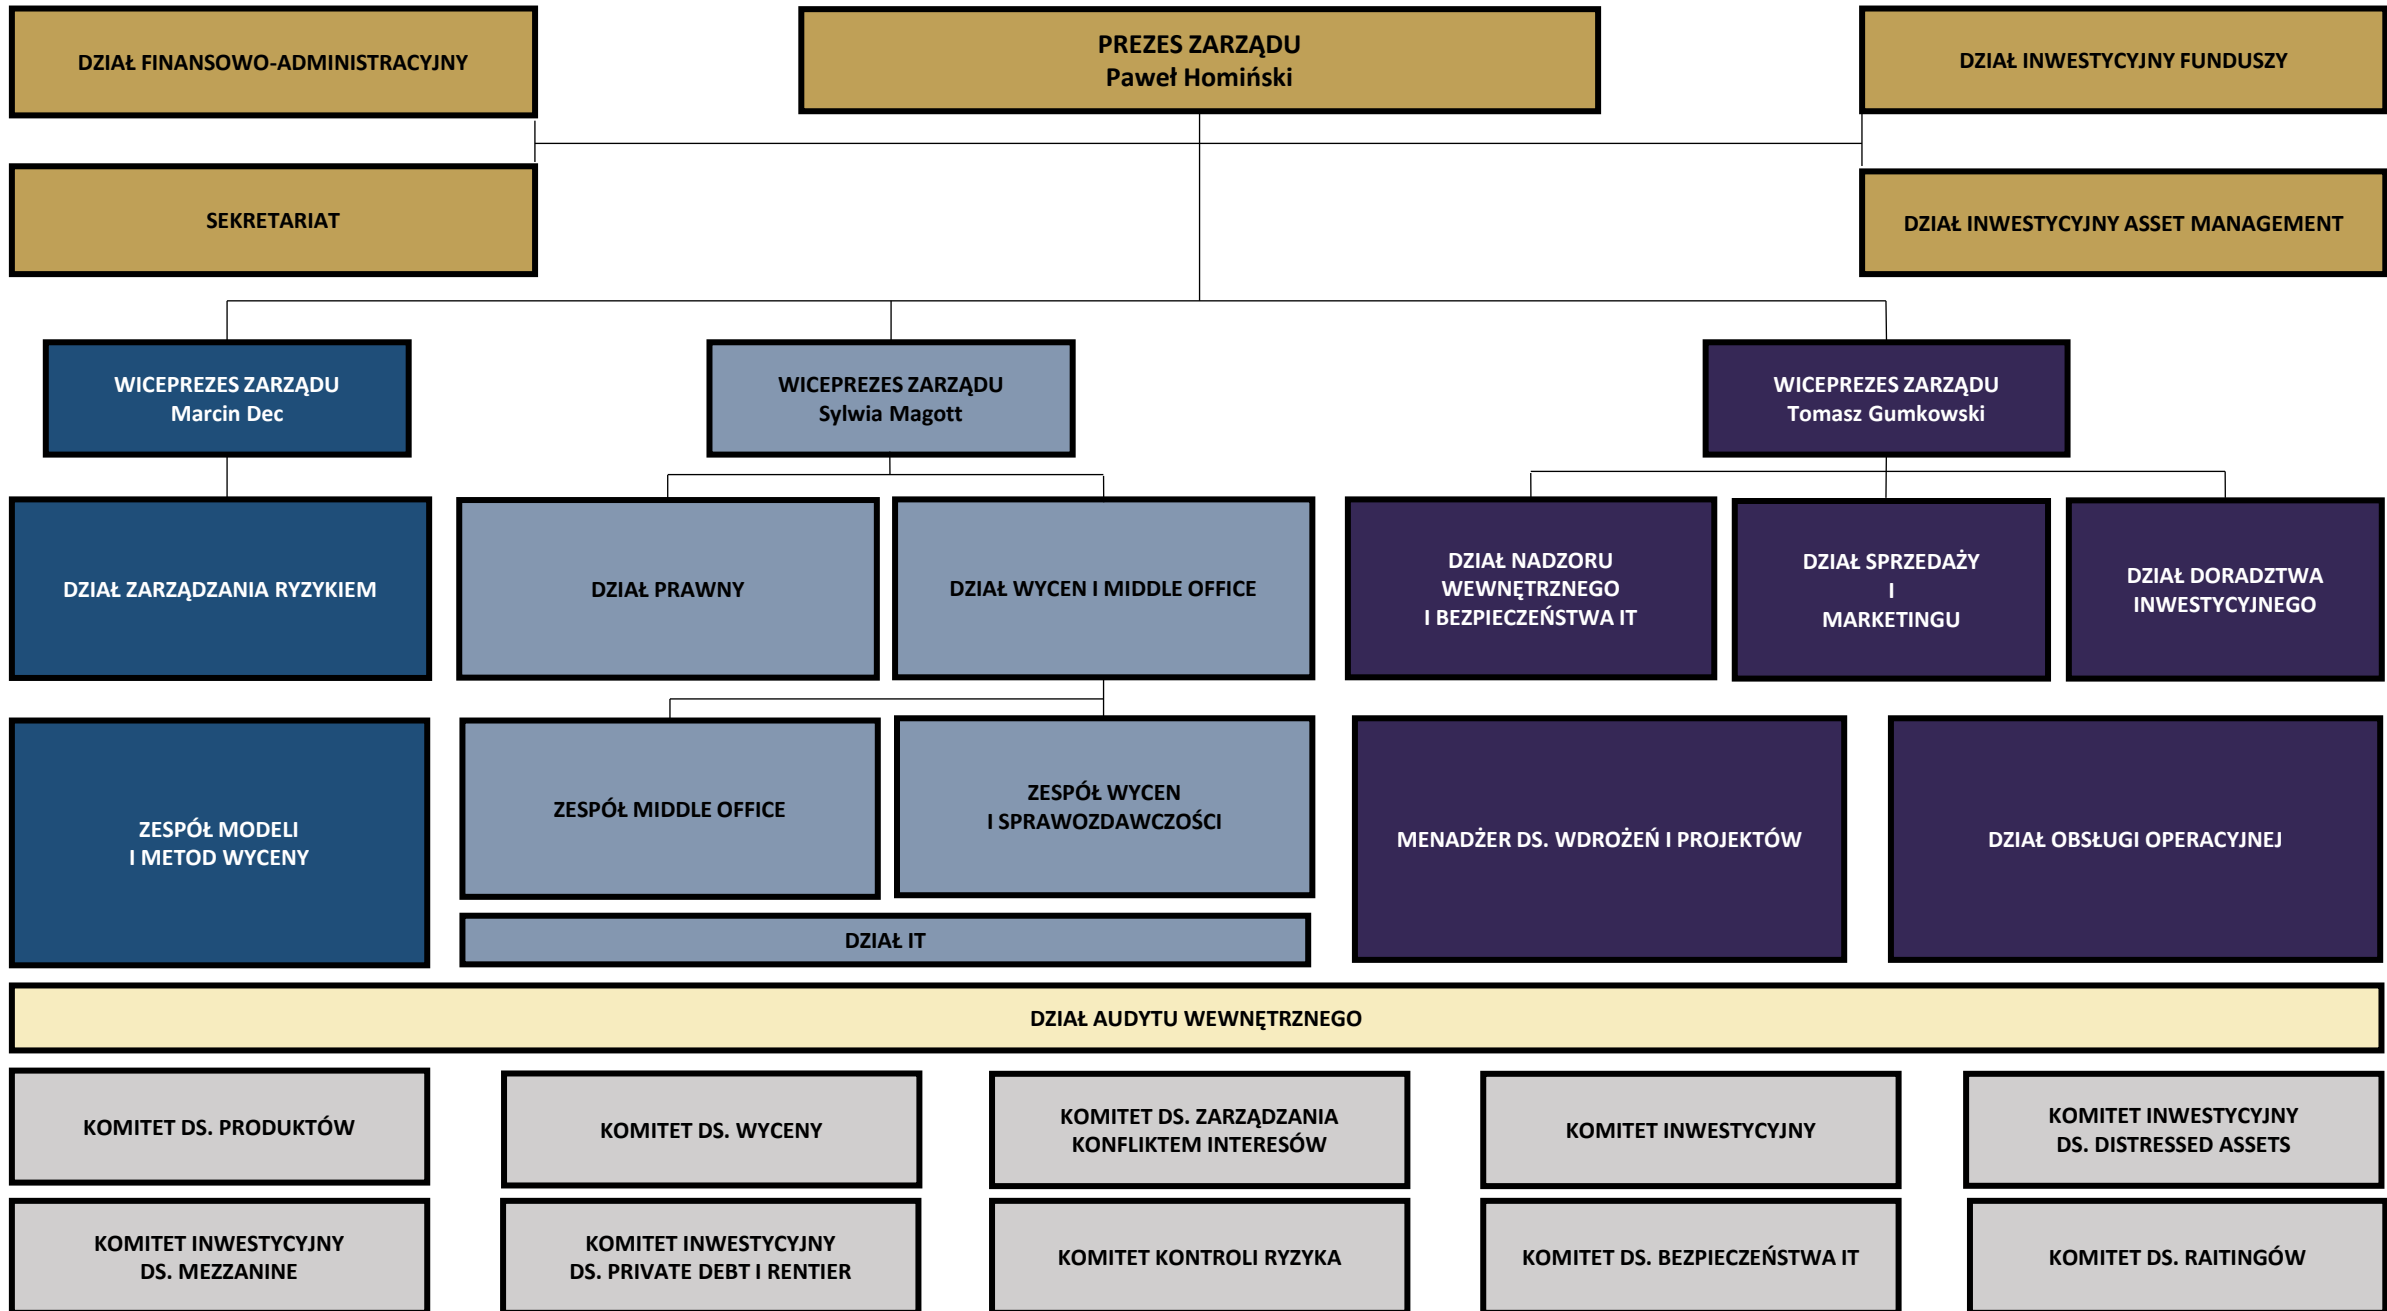 DZIAŁ FINANSOWO-ADMINISTRACYJNY
PREZES ZARZĄDU
Paweł Homiński
DZIAŁ INWESTYCYJNY FUNDUSZY
SEKRETARIAT
DZIAŁ INWESTYCYJNY ASSET MANAGEMENT
WICEPREZES ZARZĄDU
Marcin Dec
WICEPREZES ZARZĄDU
Sylwia Magott
WICEPREZES ZARZĄDU
Tomasz Gumkowski
DZIAŁ ZARZĄDZANIA RYZYKIEM
DZIAŁ PRAWNY
DZIAŁ WYCEN I MIDDLE OFFICE
DZIAŁ NADZORU
WEWNĘTRZNEGO
I BEZPIECZEŃSTWA IT
DZIAŁ SPRZEDAŻY
I
MARKETINGU
DZIAŁ DORADZTWA
INWESTYCYJNEGO
ZESPÓŁ MODELI
I METOD WYCENY
ZESPÓŁ MIDDLE OFFICE
ZESPÓŁ WYCEN
I SPRAWOZDAWCZOŚCI
MENADŻER DS. WDROŻEŃ I PROJEKTÓW
DZIAŁ OBSŁUGI OPERACYJNEJ
DZIAŁ IT
DZIAŁ AUDYTU WEWNĘTRZNEGO
KOMITET DS. PRODUKTÓW
KOMITET DS. WYCENY
KOMITET DS. ZARZĄDZANIA
KONFLIKTEM INTERESÓW
KOMITET INWESTYCYJNY
KOMITET INWESTYCYJNY
DS. DISTRESSED ASSETS
KOMITET INWESTYCYJNY
DS. MEZZANINE
KOMITET INWESTYCYJNY
DS. PRIVATE DEBT I RENTIER
KOMITET KONTROLI RYZYKA
KOMITET DS. BEZPIECZEŃSTWA IT
KOMITET DS. RAITINGÓW